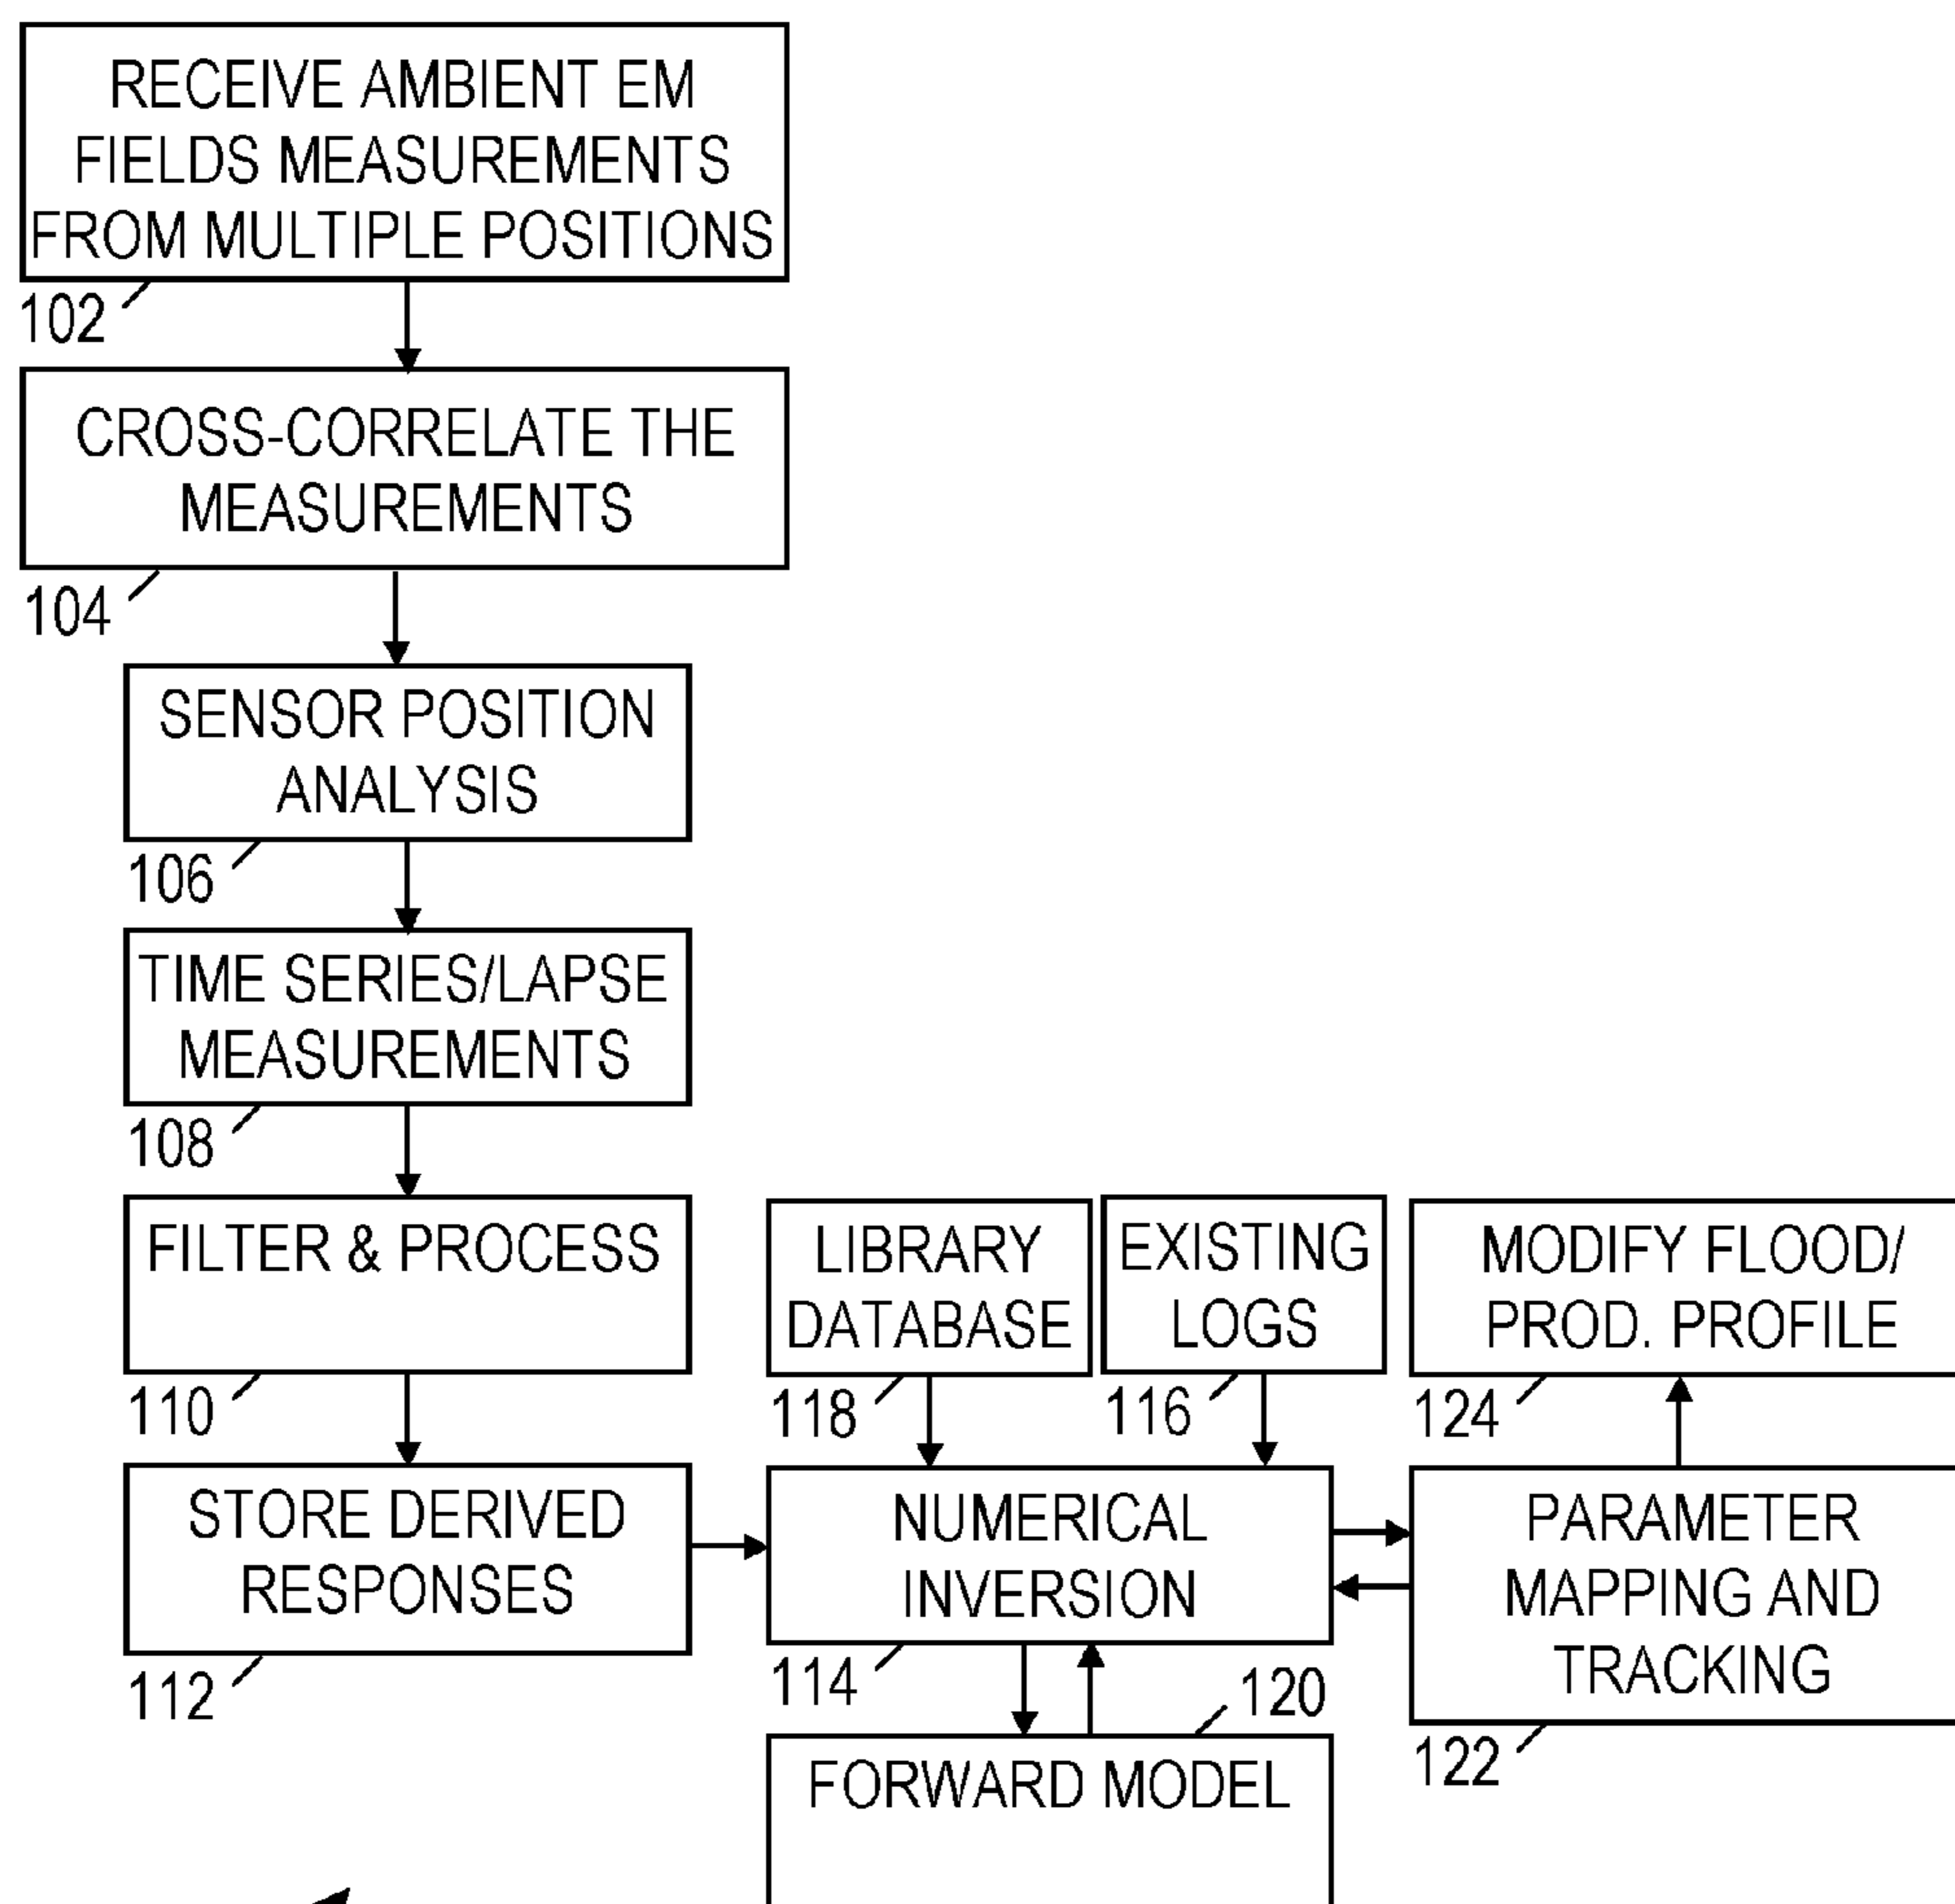 RECEIVE AMBIENT EM
FIELDS MEASUREMENTS
FROM MULTIPLE POSITIONS
102
CROSS-CORRELATE THE
MEASUREMENTS
104
SENSOR POSITION
ANALYSIS
106
TIME SERIES/LAPSE
MEASUREMENTS
108
FILTER & PROCESS
110
STORE DERIVED
RESPONSES
112
LIBRARY
DATABASE
118
EXISTING
LOGS
116
MODIFY FLOOD/
PROD. PROFILE
124
NUMERICAL
INVERSION
114
PARAMETER
MAPPING AND
TRACKING
122
120
FORWARD MODEL